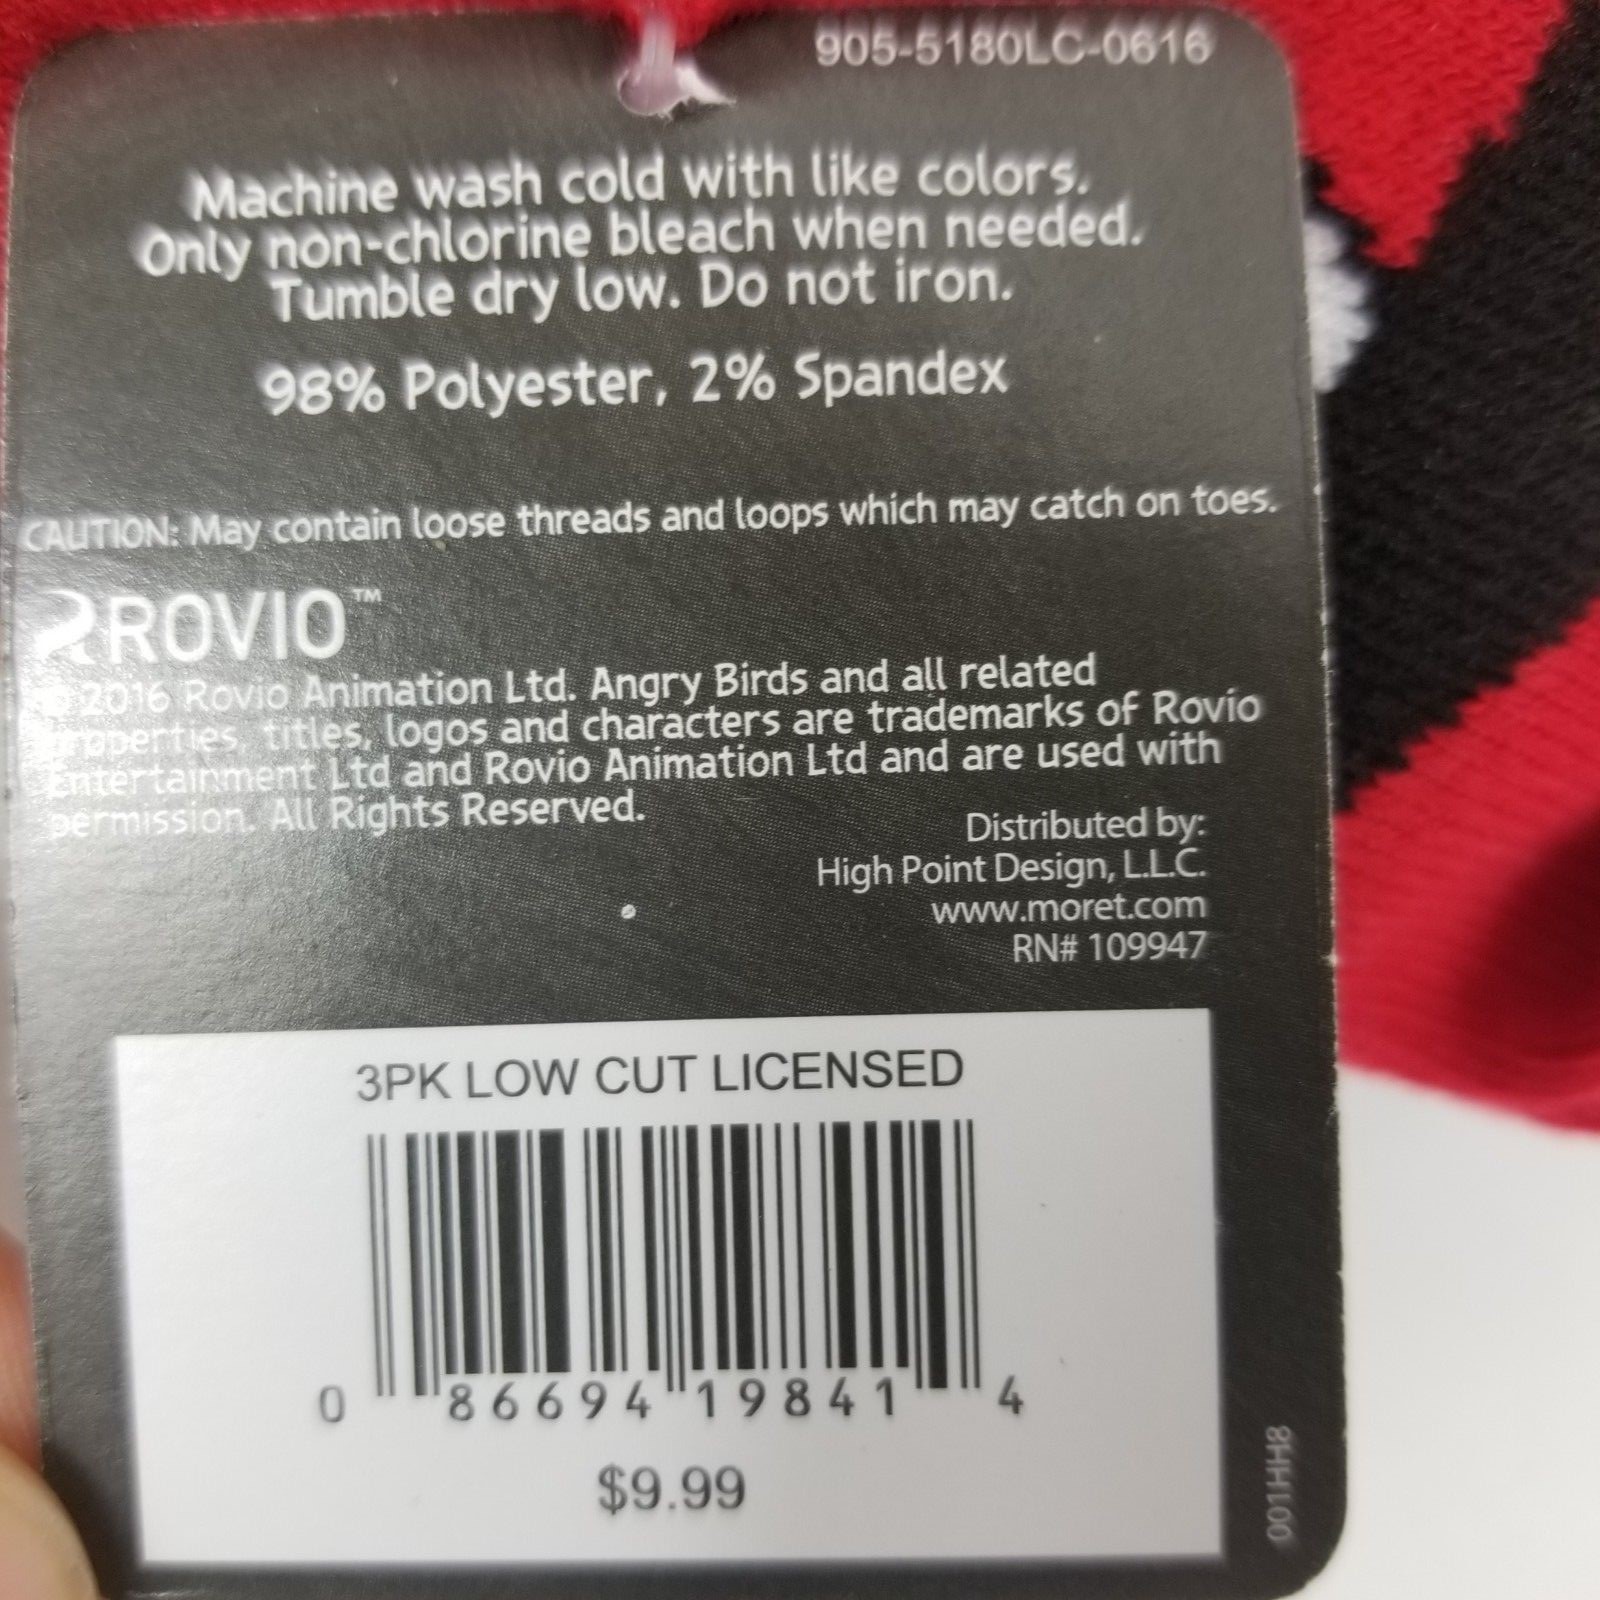 905-5180LC-0616
Machine wash cold with like colors.
Only non-chlorine bleach when needed.
Tumble dry low. Do not iron.
98% Polyester, 2% Spandex
CAUTION: May contain loose threads and loops which may catch on toes.
ROVIO™
© 2016 Rovio Animation Ltd. Angry Birds and all related
properties, titles, logos and characters are trademarks of Rovio
Entertainment Ltd and Rovio Animation Ltd and are used with
permission. All Rights Reserved.
Distributed by:
High Point Design, L.L.C.
www.moret.com
RN# 109947
3PK LOW CUT LICENSED
0 86694 19841 4
$9.99
001HH8